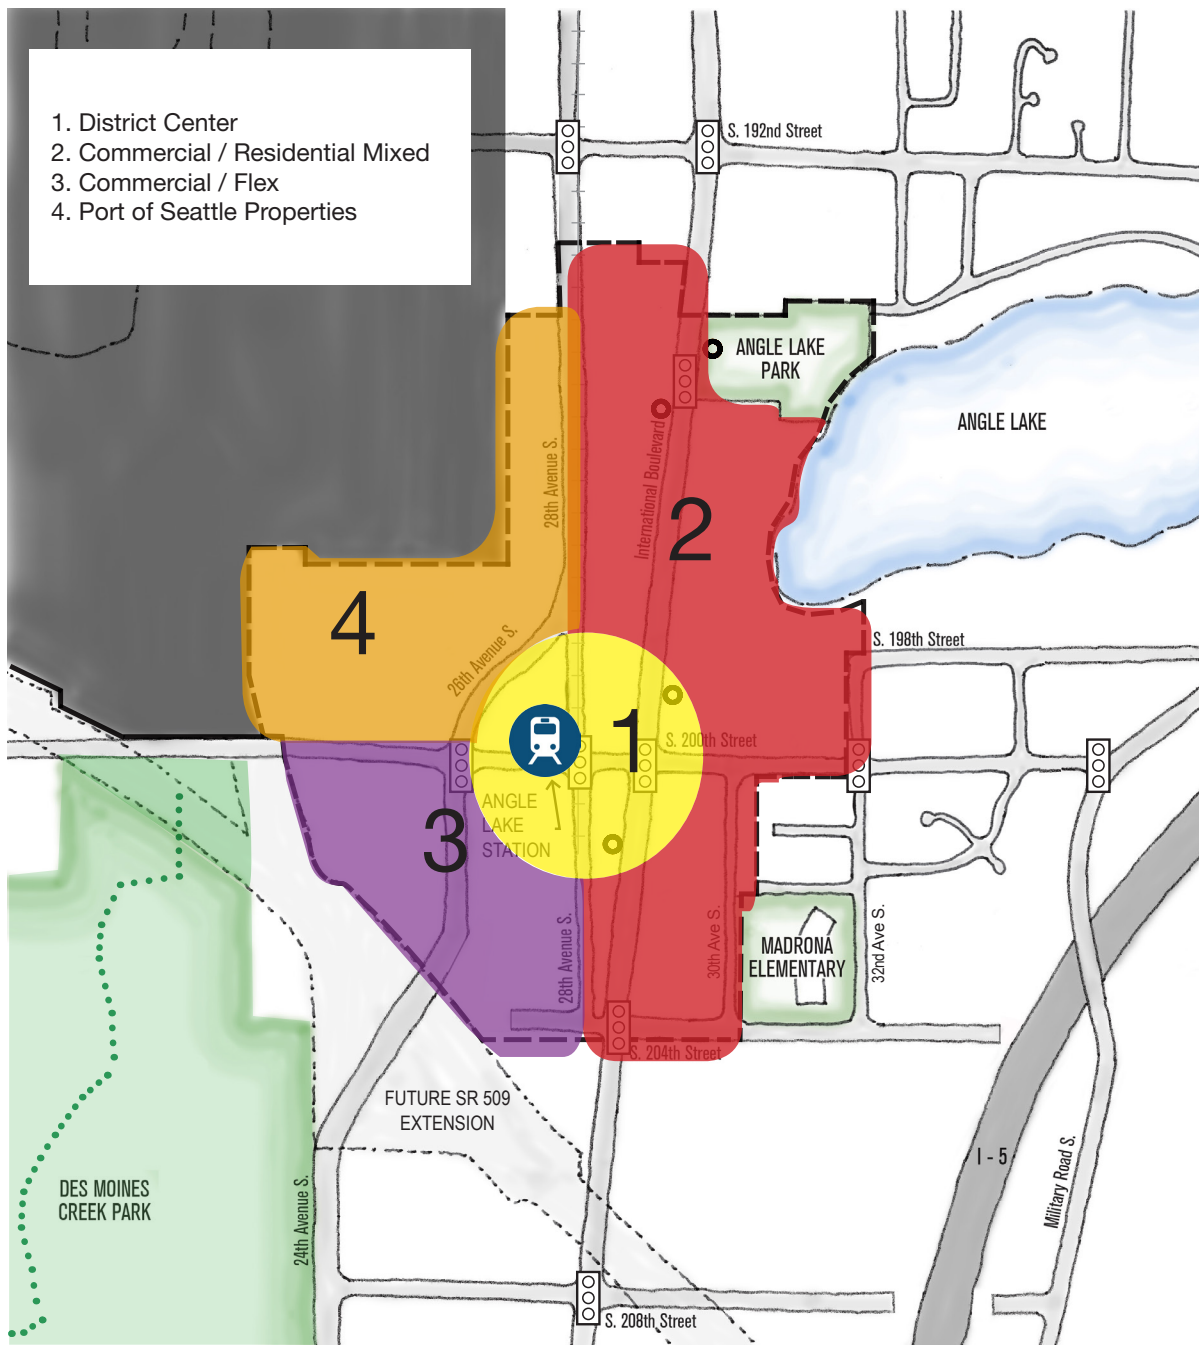 1. District Center
2. Commercial / Residential Mixed
3. Commercial / Flex
4. Port of Seattle Properties
S. 192nd Street
ANGLE LAKE
PARK
ANGLE LAKE
International Boulevard
28th Avenue S.
2
4
26th Avenue S.
S. 198th Street
1
S. 200th Street
ANGLE
LAKE
STATION
3
28th Avenue S.
30th Ave S.
32nd Ave S.
MADRONA
ELEMENTARY
S. 204th Street
FUTURE SR 509
EXTENSION
I - 5
Military Road S.
DES MOINES
CREEK PARK
24th Avenue S.
S. 208th Street